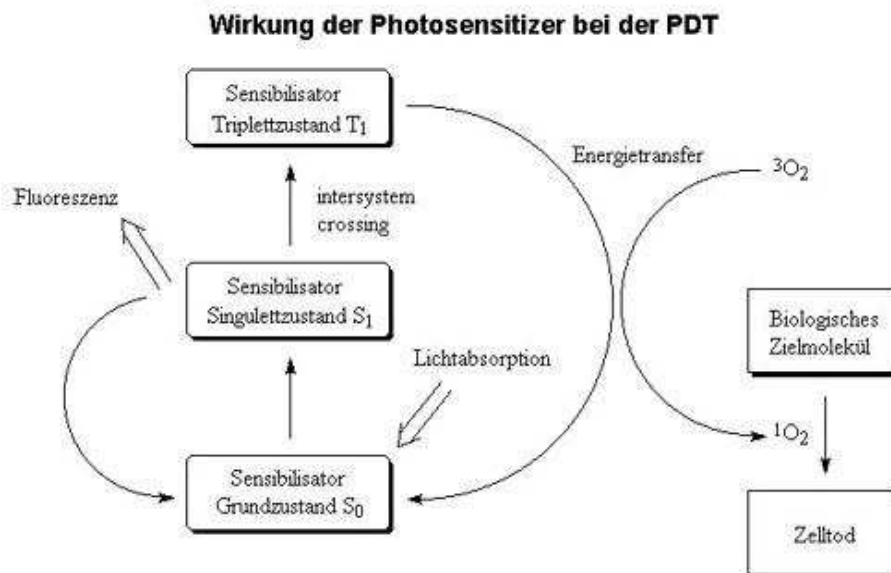 Wirkung der Photosensitizer bei der PDT
Sensibilisator
Triplettzustand T₁
Energietransfer
³O₂
Fluoreszenz
intersystem
crossing
Sensibilisator
Singulettzustand S₁
Biologisches
Zielmolekül
Lichtabsorption
¹O₂
Sensibilisator
Grundzustand S₀
Zelltod